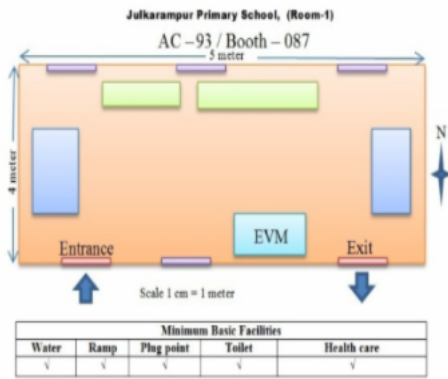 Julkarampur Primary School, (Room-1)
AC – 93 / Booth – 087
5 meter
4 meter
N
EVM
Entrance
Exit
Scale 1 cm = 1 meter
Minimum Basic Facilities
Water Ramp Plug point Toilet Health care
√ √ √ √ √